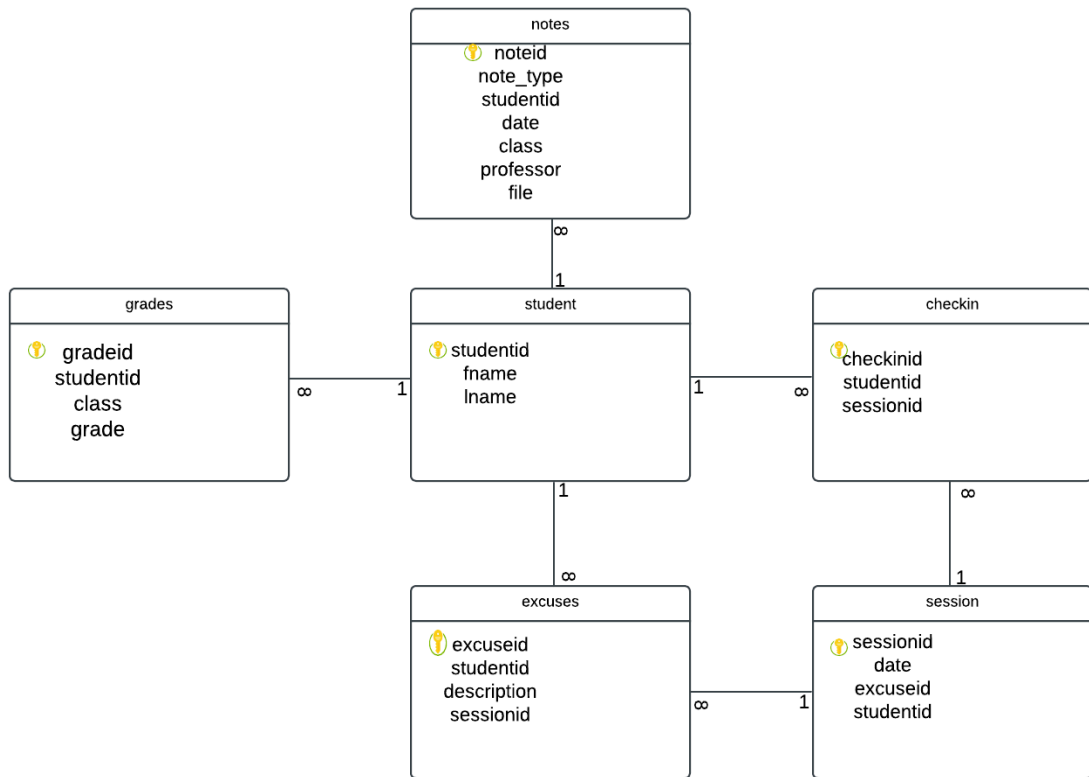 notes
noteid
note_type
studentid
date
class
professor
file
∞
1
grades
gradeid
studentid
class
grade
∞
1
student
studentid
fname
lname
1
∞
checkin
checkinid
studentid
sessionid
1
∞
∞
1
excuses
excuseid
studentid
description
sessionid
∞
1
session
sessionid
date
excuseid
studentid